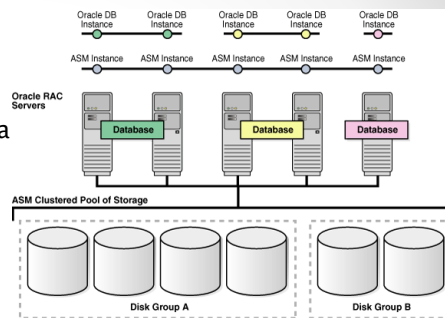 Oracle DB Instance Oracle DB Instance Oracle DB Instance Oracle DB Instance Oracle DB Instance
ASM Instance ASM Instance ASM Instance ASM Instance ASM Instance
Oracle RAC
Servers
a
Database Database Database
ASM Clustered Pool of Storage
Disk Group A Disk Group B